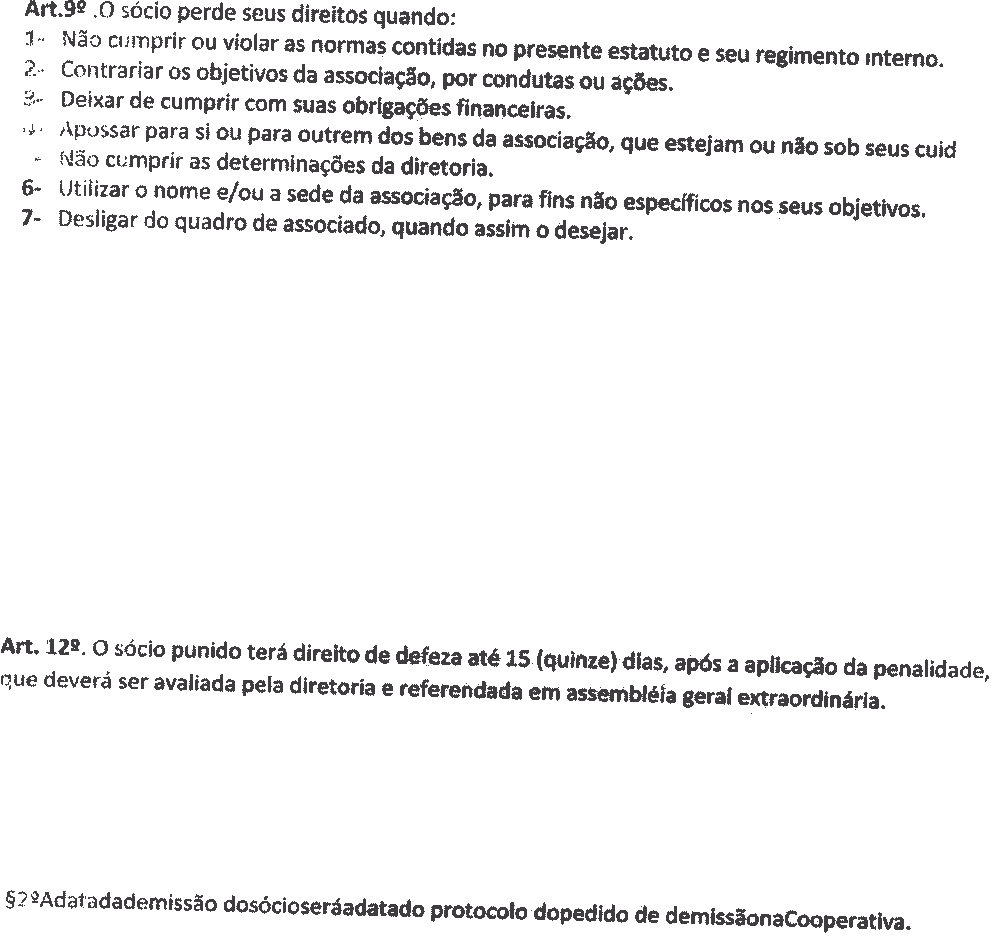 Art.9º .O sócio perde seus direitos quando:
1- Não cumprir ou violar as normas contidas no presente estatuto e seu regimento interno.
2- Contrariar os objetivos da associação, por condutas ou ações.
3- Deixar de cumprir com suas obrigações financeiras.
4- Apossar para si ou para outrem dos bens da associação, que estejam ou não sob seus cuid
- Não cumprir as determinações da diretoria.
6- Utilizar o nome e/ou a sede da associação, para fins não específicos nos seus objetivos.
7- Desligar do quadro de associado, quando assim o desejar.
Art. 12º. O sócio punido terá direito de defeza até 15 (quinze) dias, após a aplicação da penalidade,
que deverá ser avaliada pela diretoria e referendada em assembléia geral extraordinária.
§2ºAdatadademissão dosócioseráadatado protocolo dopedido de demissãonaCooperativa.